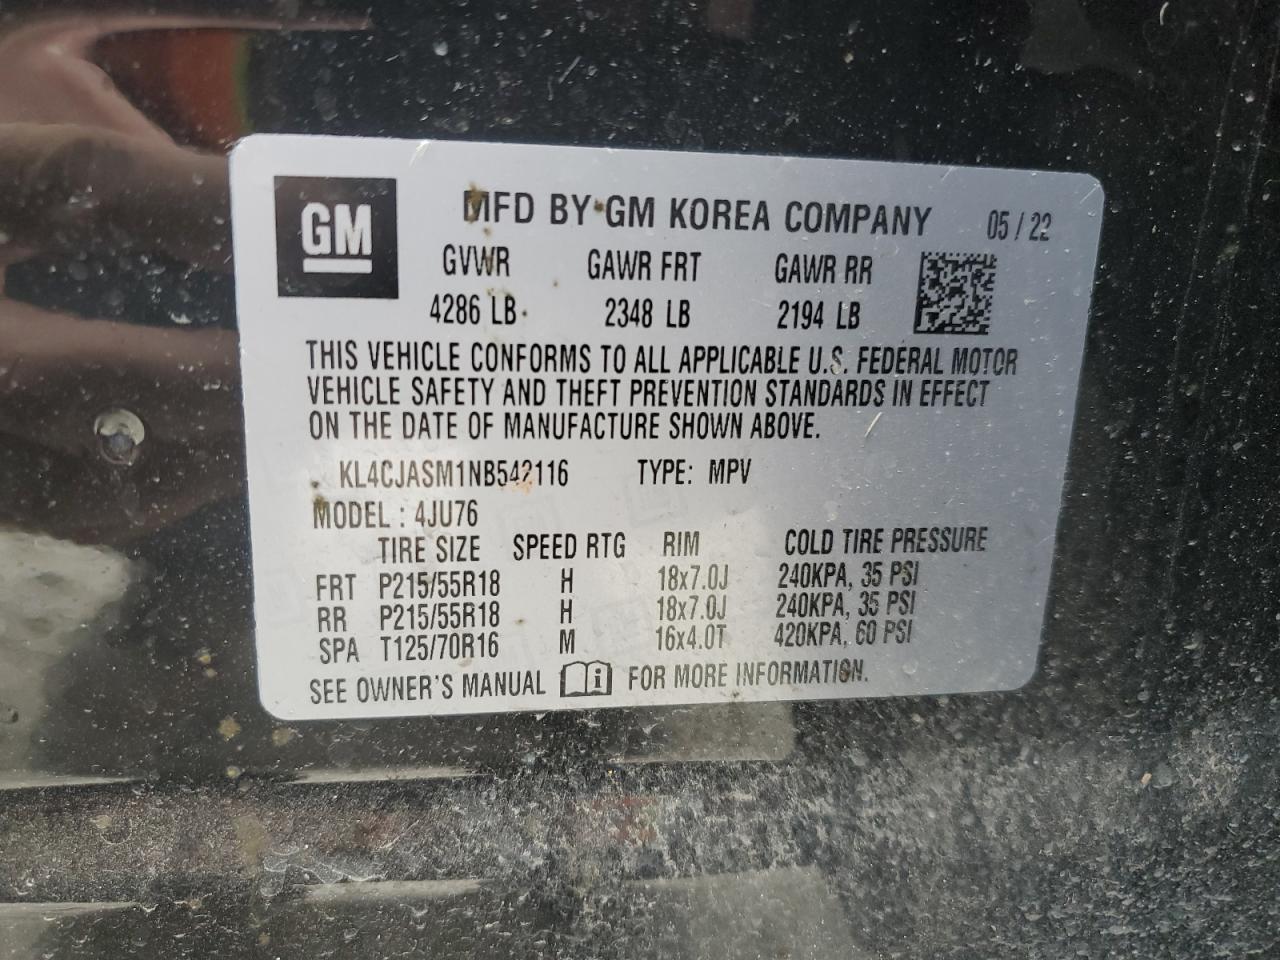 GM
MFD BY GM KOREA COMPANY 05 / 22
GVWR GAWR FRT GAWR RR
4286 LB 2348 LB 2194 LB
THIS VEHICLE CONFORMS TO ALL APPLICABLE U.S. FEDERAL MOTOR
VEHICLE SAFETY AND THEFT PREVENTION STANDARDS IN EFFECT
ON THE DATE OF MANUFACTURE SHOWN ABOVE.
KL4CJASM1NB542116 TYPE: MPV
MODEL : 4JU76
TIRE SIZE SPEED RTG RIM COLD TIRE PRESSURE
FRT P215/55R18 H 18x7.0J 240KPA, 35 PSI
RR P215/55R18 H 18x7.0J 240KPA, 35 PSI
SPA T125/70R16 M 16x4.0T 420KPA, 60 PSI
SEE OWNER'S MANUAL i FOR MORE INFORMATION.